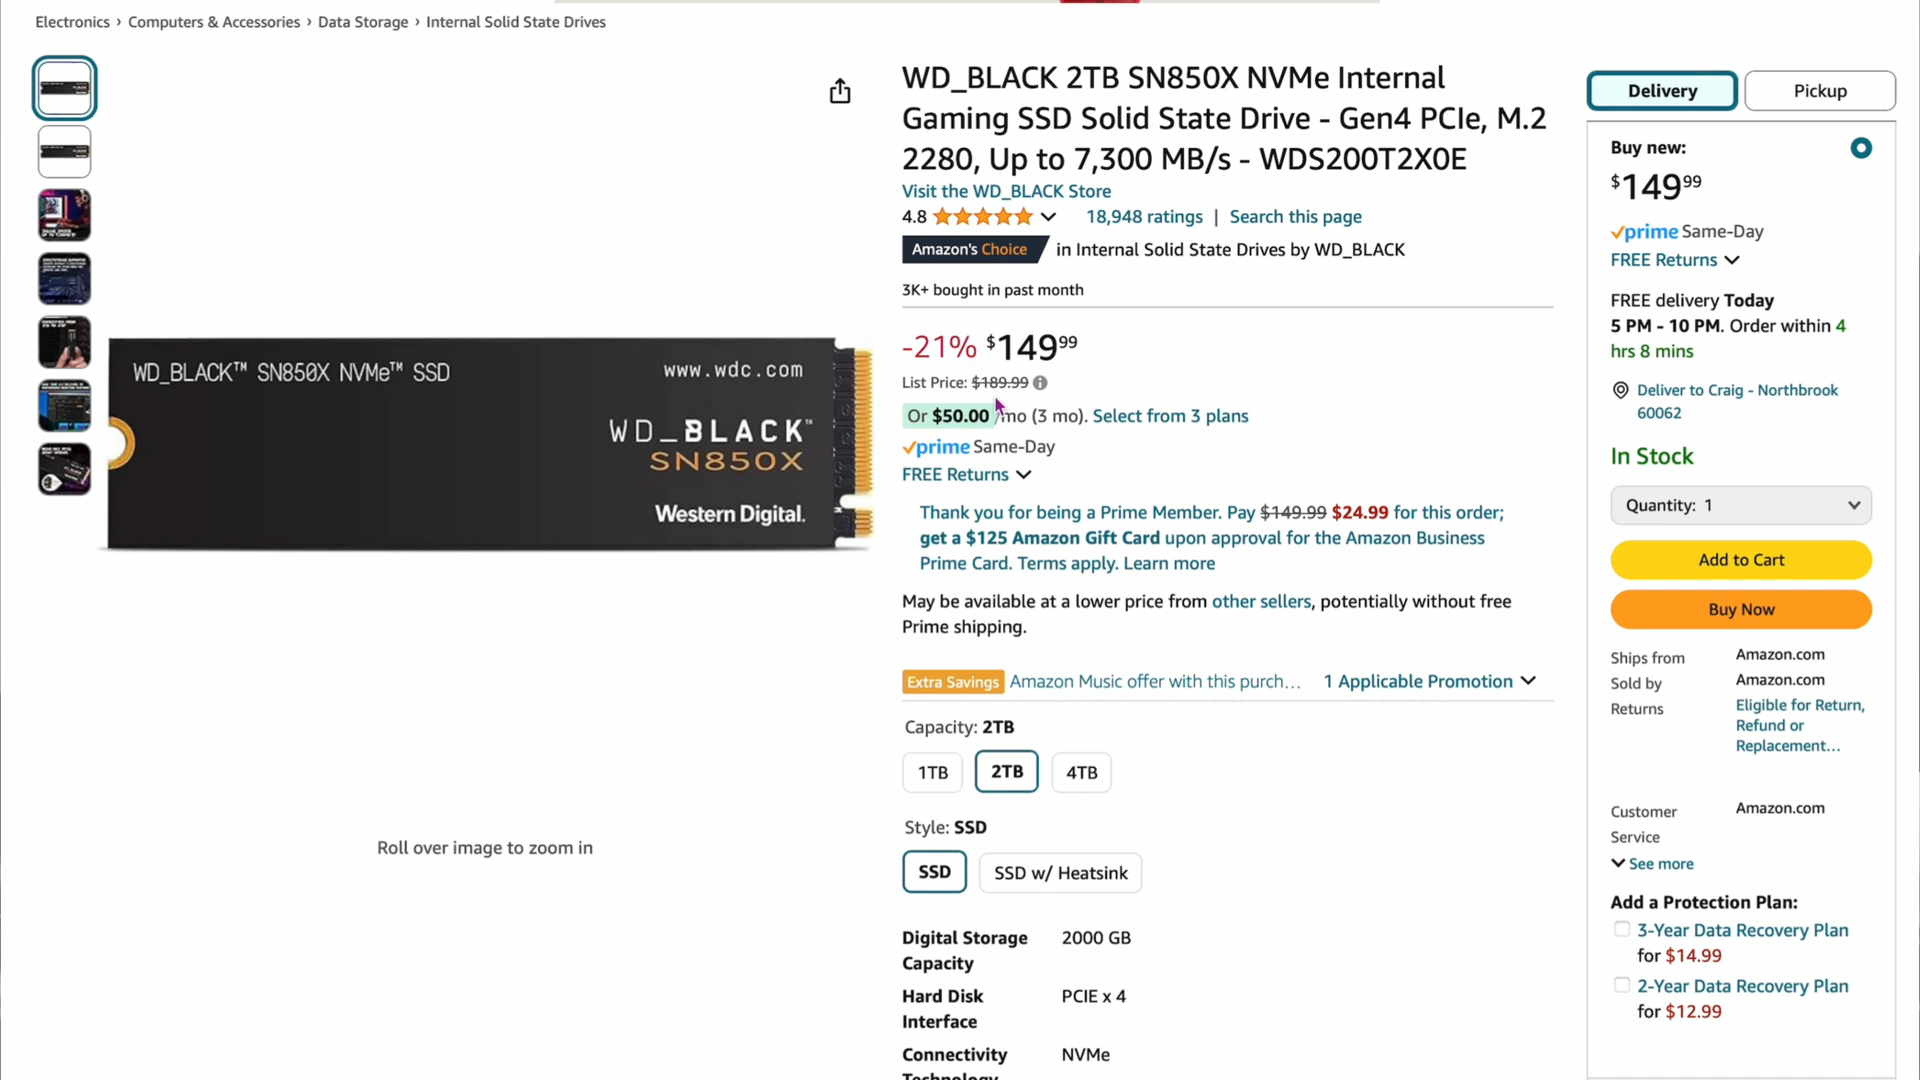 Electronics › Computers & Accessories › Data Storage › Internal Solid State Drives
WD_BLACK™ SN850X NVMe™ SSD
www.wdc.com
WD_BLACK™
SN850X
Western Digital.
Roll over image to zoom in
WD_BLACK 2TB SN850X NVMe Internal
Gaming SSD Solid State Drive - Gen4 PCIe, M.2
2280, Up to 7,300 MB/s - WDS200T2X0E
Visit the WD_BLACK Store
4.8 18,948 ratings | Search this page
Amazon's Choice in Internal Solid State Drives by WD_BLACK
3K+ bought in past month
-21% $14999
List Price: $189.99
Or $50.00 /mo (3 mo). Select from 3 plans
prime Same-Day
FREE Returns
Thank you for being a Prime Member. Pay $149.99 $24.99 for this order;
get a $125 Amazon Gift Card upon approval for the Amazon Business
Prime Card. Terms apply. Learn more
May be available at a lower price from other sellers, potentially without free
Prime shipping.
Extra Savings Amazon Music offer with this purch... 1 Applicable Promotion
Capacity: 2TB
1TB 2TB 4TB
Style: SSD
SSD SSD w/ Heatsink
Digital Storage 2000 GB
Capacity
Hard Disk PCIE x 4
Interface
Connectivity NVMe
Technology
Delivery Pickup
Buy new:
$14999
prime Same-Day
FREE Returns
FREE delivery Today
5 PM - 10 PM. Order within 4
hrs 8 mins
Deliver to Craig - Northbrook
60062
In Stock
Quantity: 1
Add to Cart
Buy Now
Ships from Amazon.com
Sold by Amazon.com
Returns Eligible for Return,
Refund or
Replacement...
Customer Amazon.com
Service
See more
Add a Protection Plan:
3-Year Data Recovery Plan
for $14.99
2-Year Data Recovery Plan
for $12.99